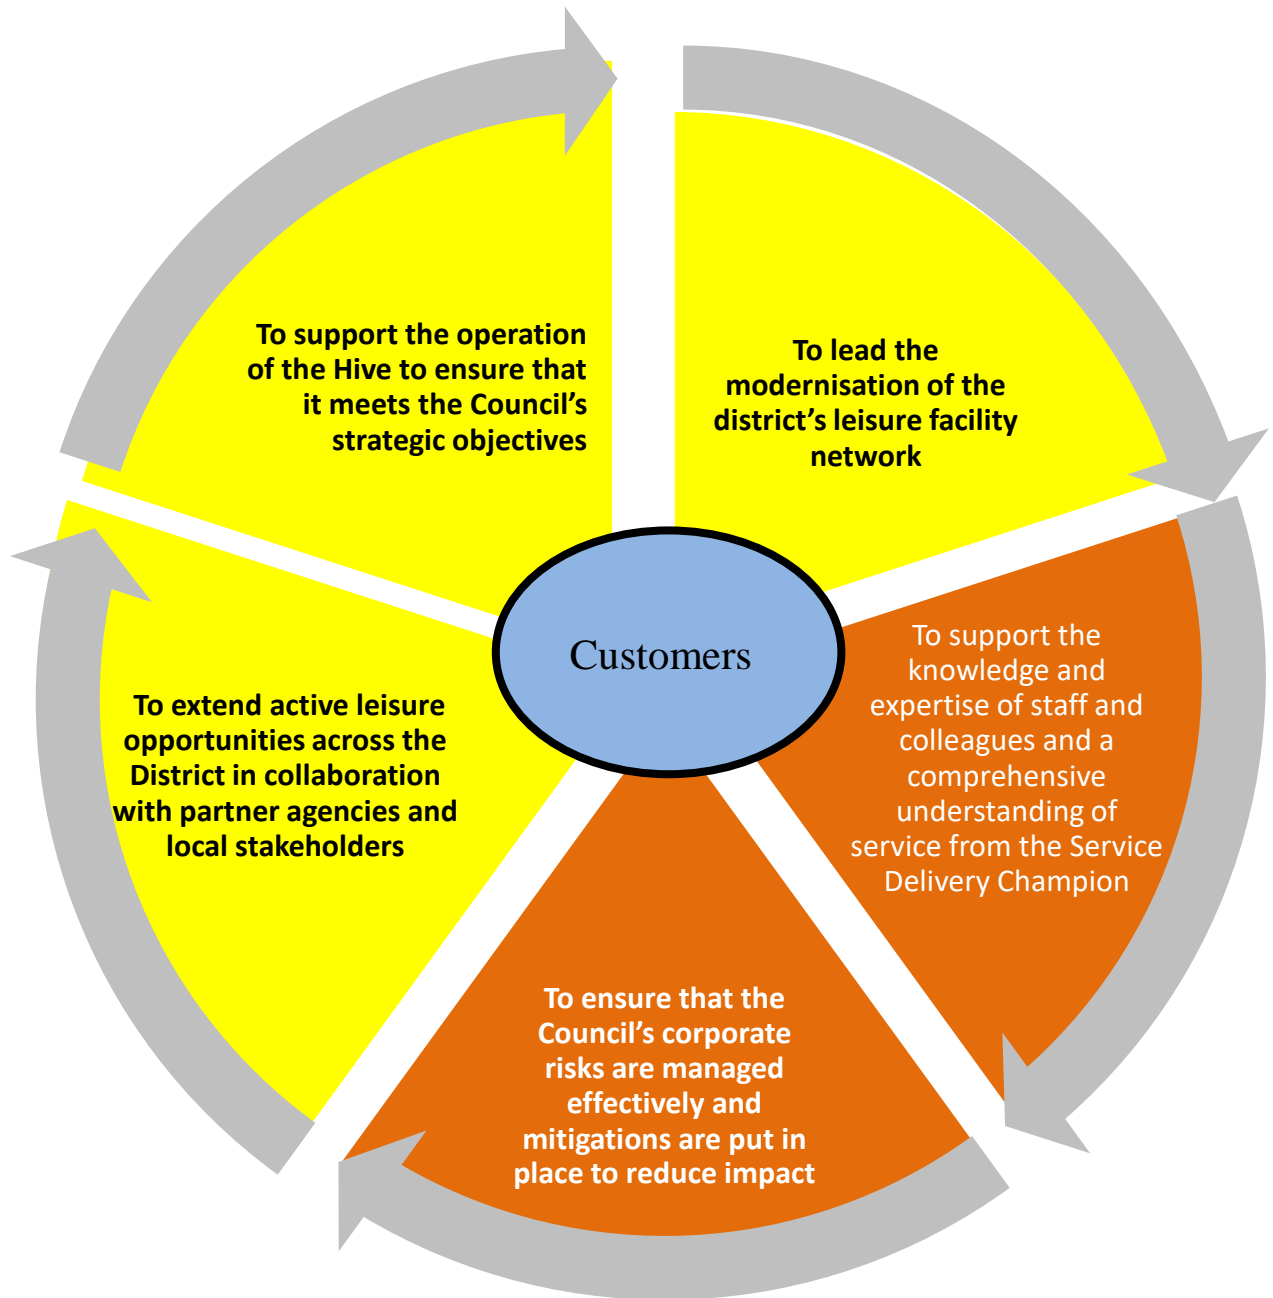 To support the operation
of the Hive to ensure that
it meets the Council's
strategic objectives
To lead the
modernisation of the
district's leisure facility
network
Customers
To support the
knowledge and
expertise of staff and
colleagues and a
comprehensive
understanding of
service from the Service
Delivery Champion
To extend active leisure
opportunities across the
District in collaboration
with partner agencies and
local stakeholders
To ensure that the
Council's corporate
risks are managed
effectively and
mitigations are put in
place to reduce impact